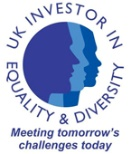 UK INVESTOR IN
EQUALITY & DIVERSITY
Meeting tomorrow's
challenges today